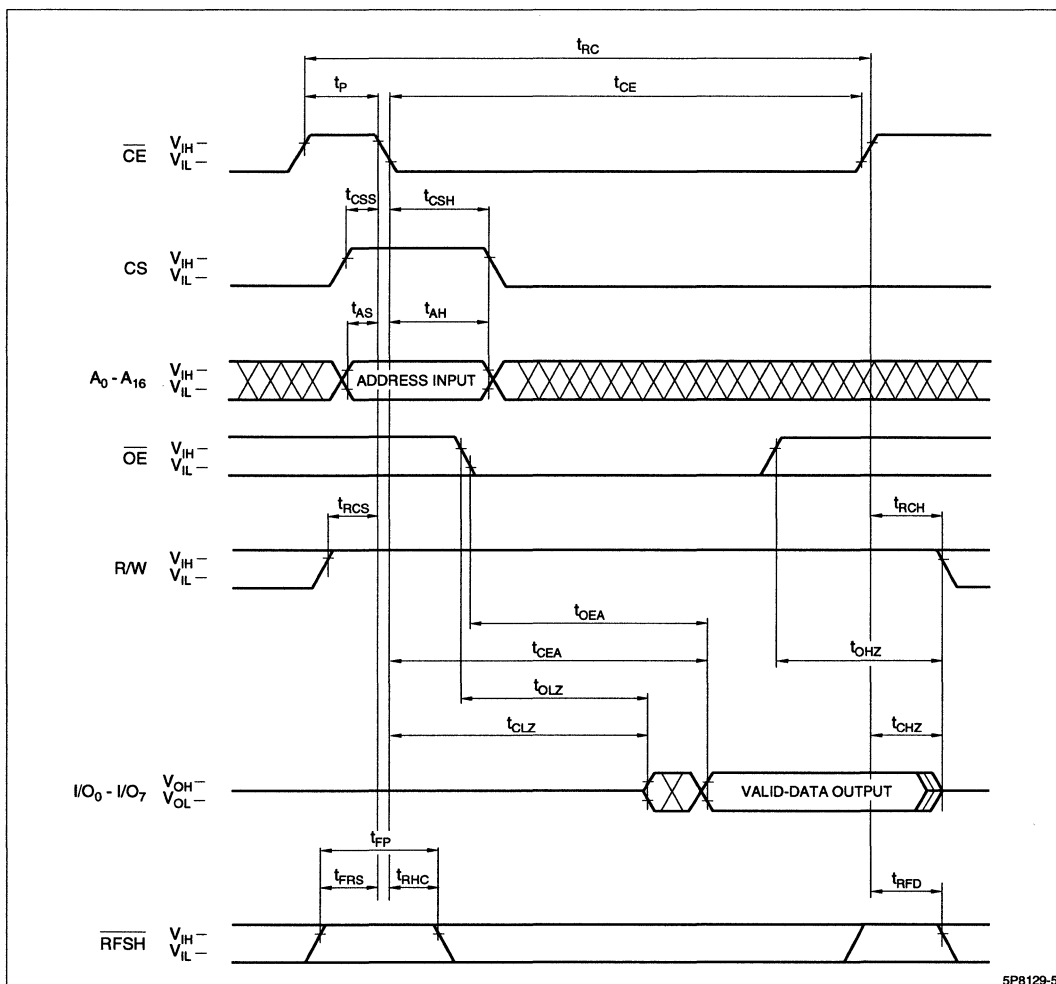 tRC
tP
tCE
CE VIH –
VIL –
tCSS
tCSH
CS VIH –
VIL –
tAS
tAH
A0 - A16 VIH –
VIL –
ADDRESS INPUT
OE VIH –
VIL –
tRCS
tRCH
R/W VIH –
VIL –
tOEA
tCEA
tOHZ
tOLZ
tCLZ
tCHZ
I/O0 - I/O7 VOH –
VOL –
VALID-DATA OUTPUT
tFP
tFRS
tRHC
tRFD
RFSH VIH –
VIL –
5P8129-5